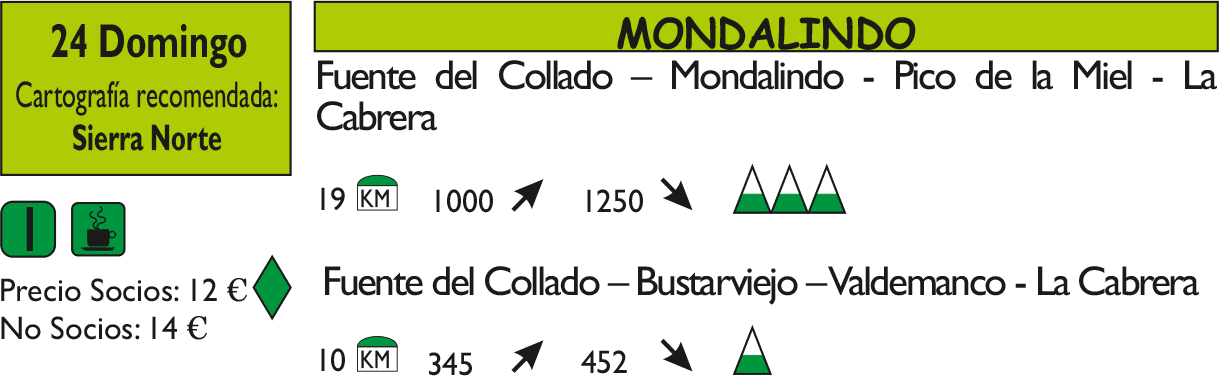 24 Domingo
Cartografía recomendada:
Sierra Norte
Precio Socios: 12 €
No Socios: 14 €
MONDALINDO
Fuente del Collado – Mondalindo - Pico de la Miel - La
Cabrera
19 KM 1000 1250
Fuente del Collado – Bustarviejo – Valdemanco - La Cabrera
10 KM 345 452